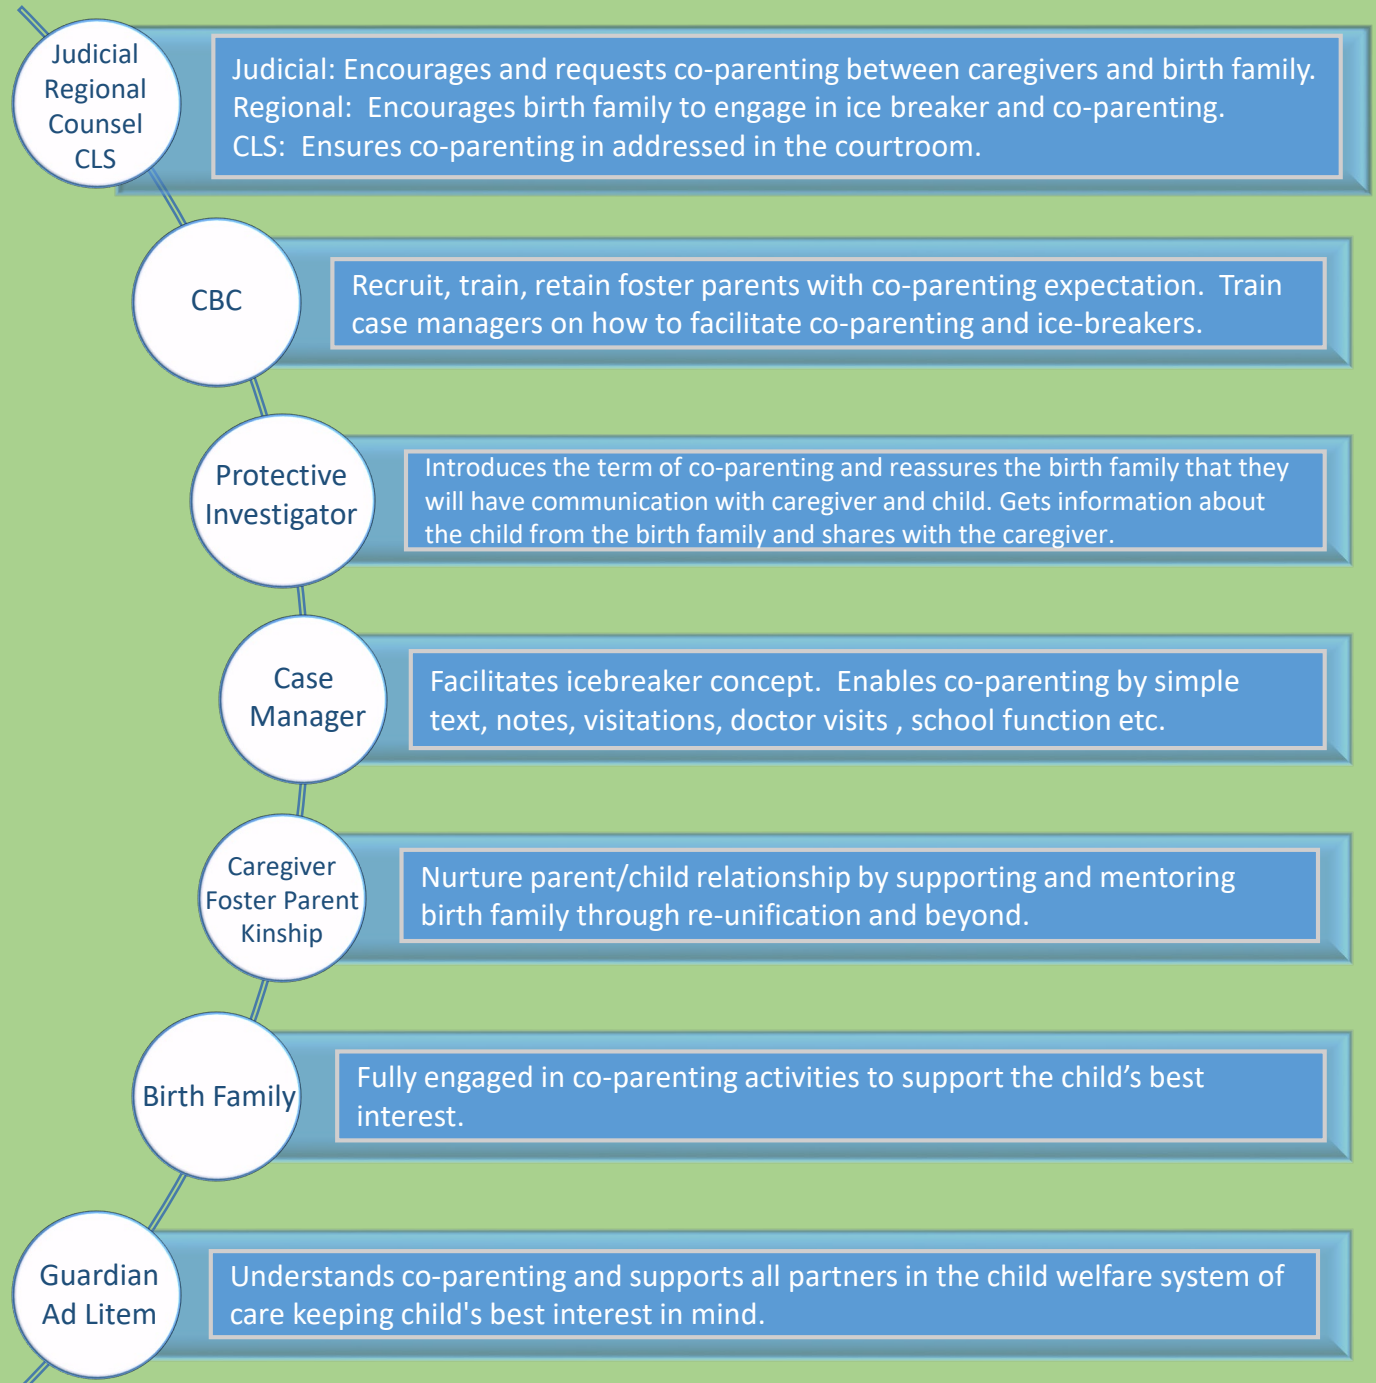 Judicial
Regional
Counsel
CLS
Judicial: Encourages and requests co-parenting between caregivers and birth family.
Regional:  Encourages birth family to engage in ice breaker and co-parenting.
CLS:  Ensures co-parenting in addressed in the courtroom.
CBC
Recruit, train, retain foster parents with co-parenting expectation.  Train
case managers on how to facilitate co-parenting and ice-breakers.
Protective
Investigator
Introduces the term of co-parenting and reassures the birth family that they
will have communication with caregiver and child. Gets information about
the child from the birth family and shares with the caregiver.
Case
Manager
Facilitates icebreaker concept.  Enables co-parenting by simple
text, notes, visitations, doctor visits , school function etc.
Caregiver
Foster Parent
Kinship
Nurture parent/child relationship by supporting and mentoring
birth family through re-unification and beyond.
Birth Family
Fully engaged in co-parenting activities to support the child’s best
interest.
Guardian
Ad Litem
Understands co-parenting and supports all partners in the child welfare system of
care keeping child's best interest in mind.